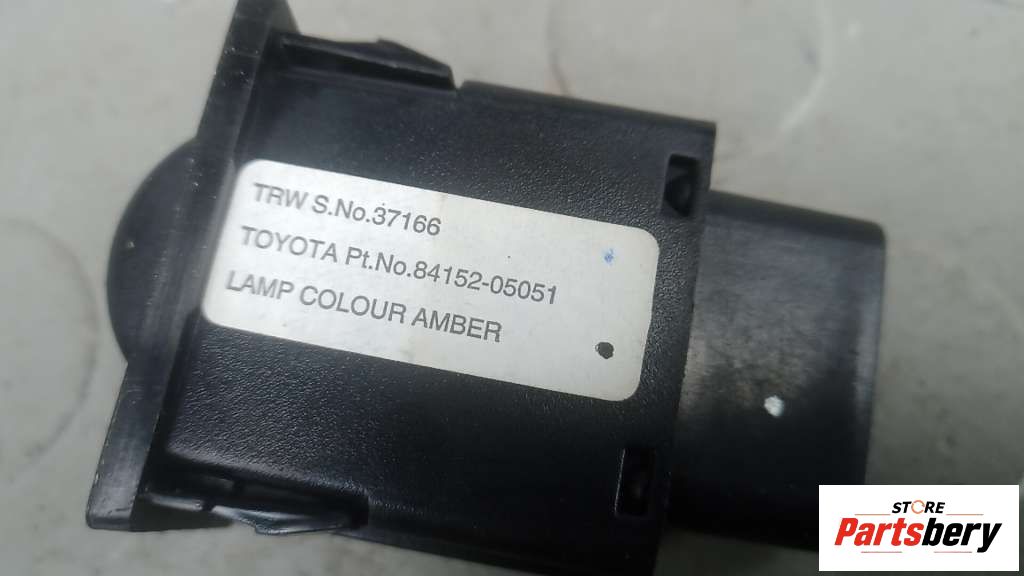 TRW S.No.37166
TOYOTA Pt.No.84152-05051
LAMP COLOUR AMBER
STORE
Partsbery